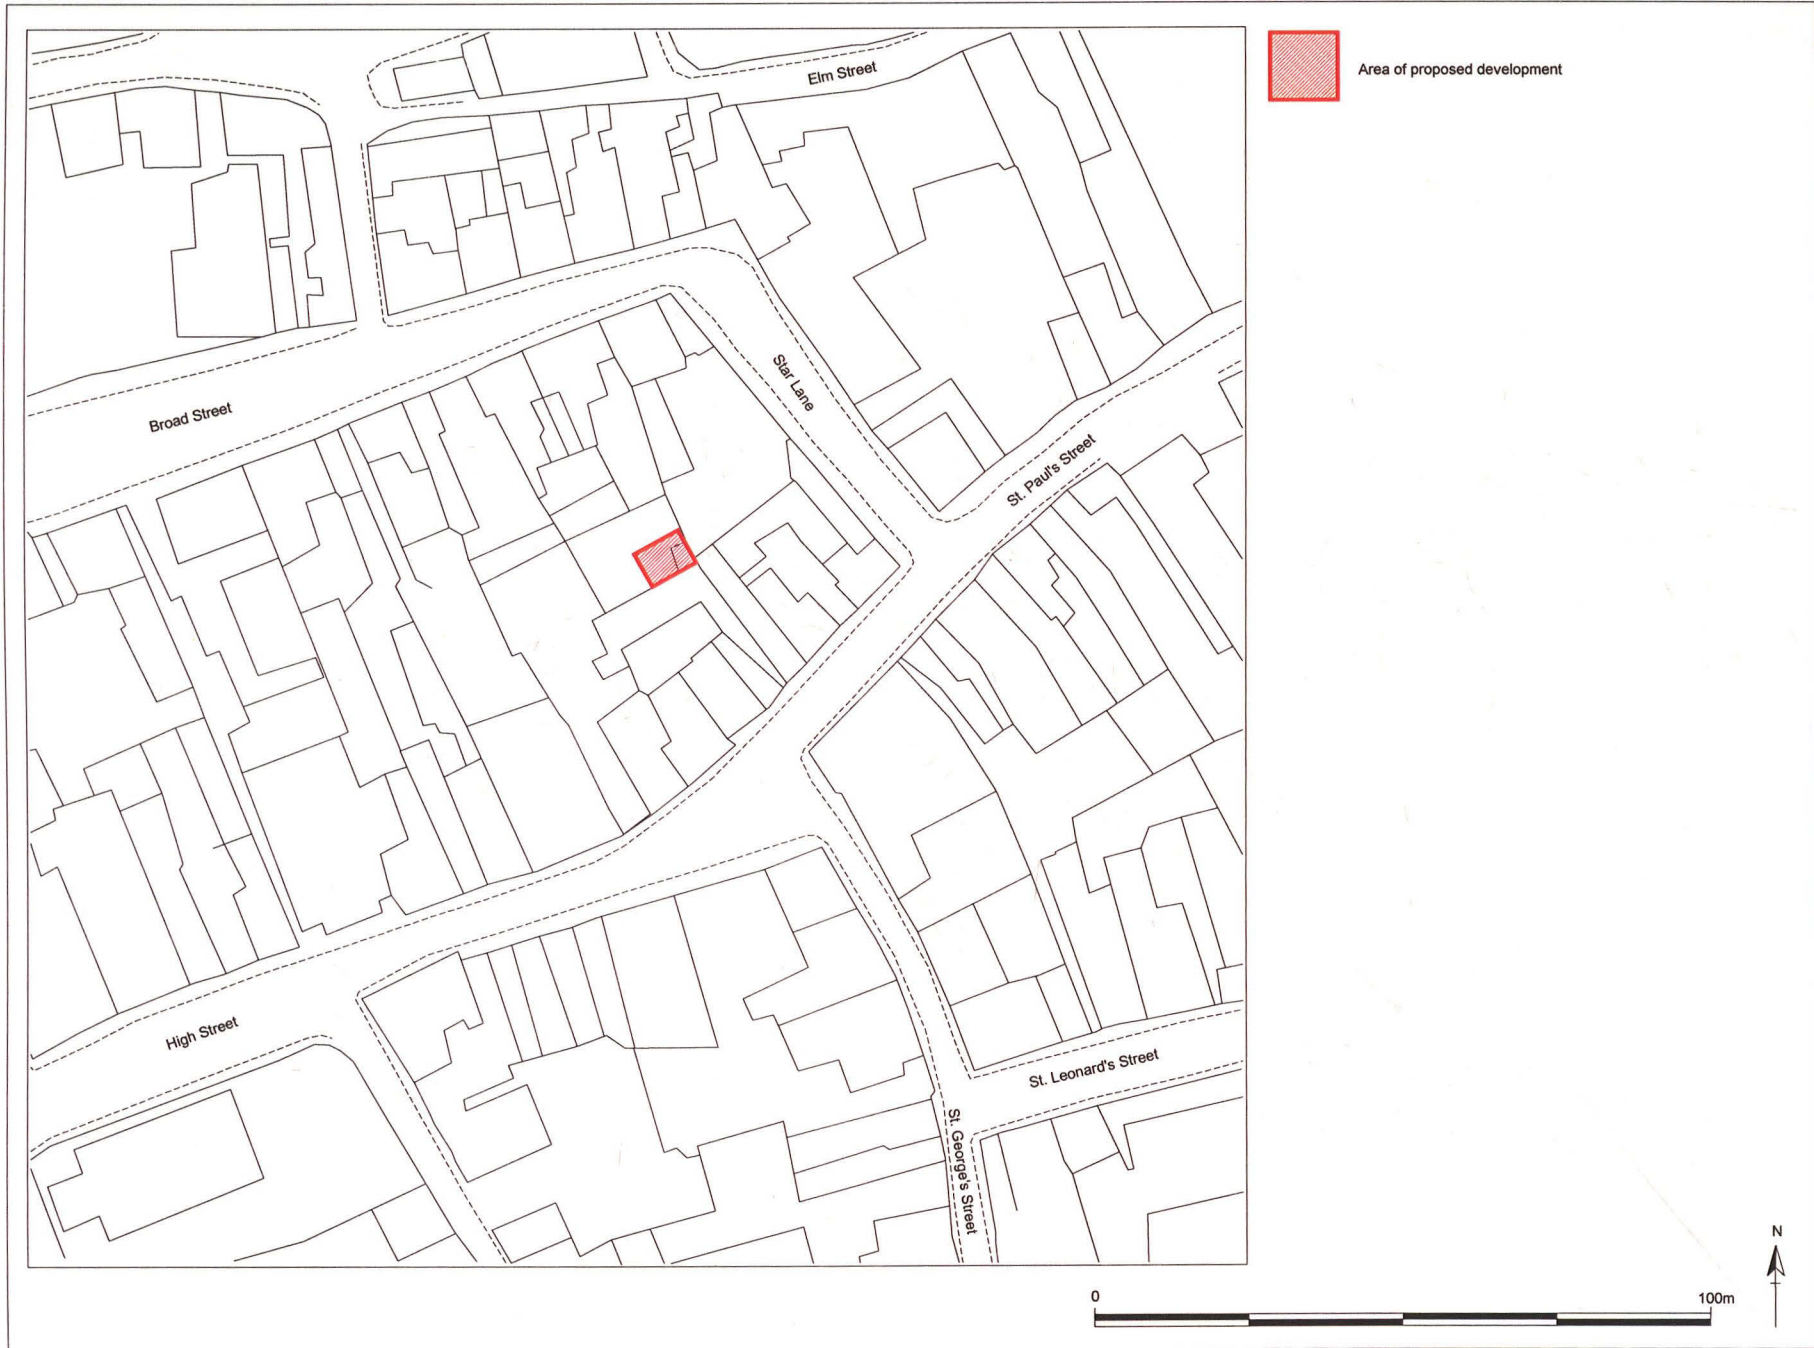 Elm Street
Area of proposed development
Star Lane
Broad Street
St. Paul's Street
High Street
St. Leonard's Street
St. George's Street
N
0
100m